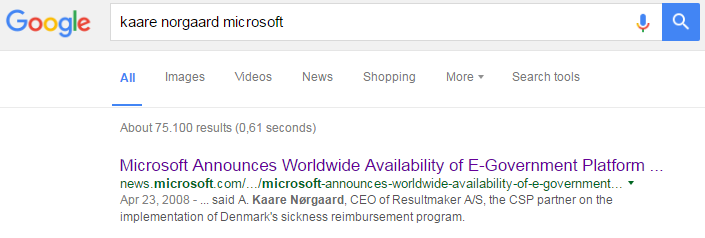 Google kaare norgaard microsoft
All Images Videos News Shopping More Search tools
About 75.100 results (0,61 seconds)
Microsoft Announces Worldwide Availability of E-Government Platform ...
news.microsoft.com/.../microsoft-announces-worldwide-availability-of-e-government...
Apr 23, 2008 - ... said A. Kaare Nørgaard, CEO of Resultmaker A/S, the CSP partner on the
implementation of Denmark's sickness reimbursement program.